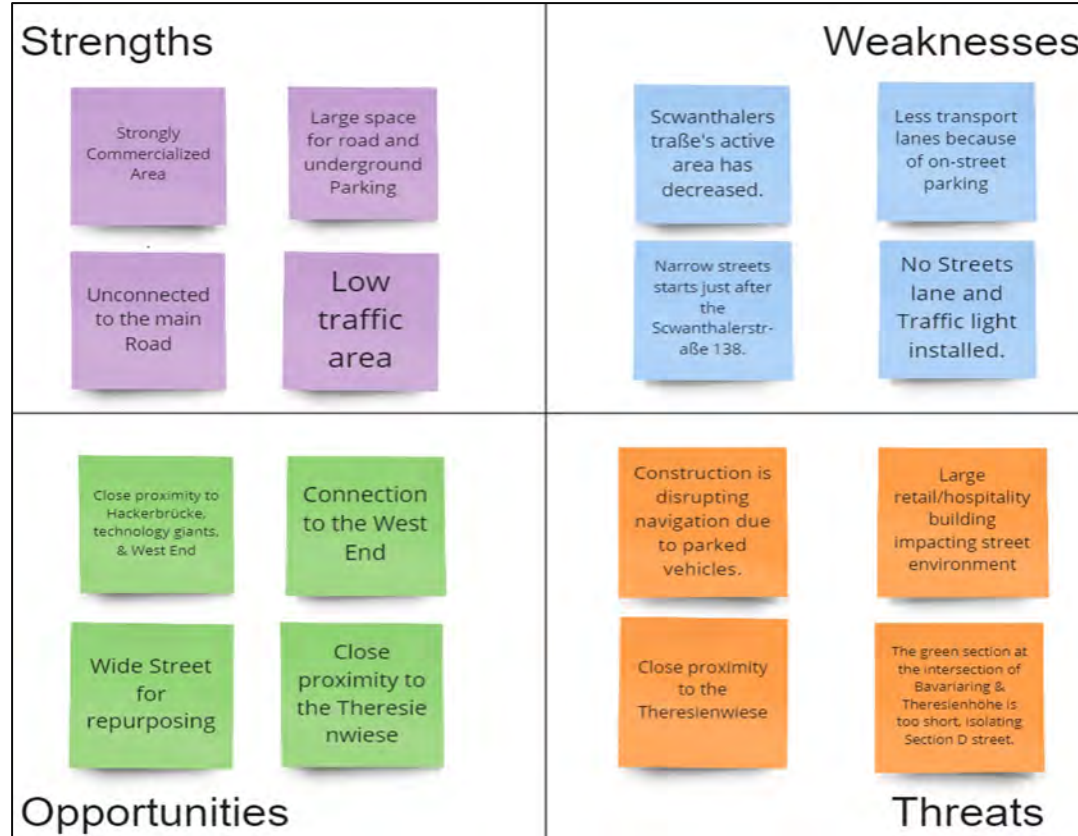 Strengths
Strongly
Commercialized
Area
Large space
for road and
underground
Parking
Unconnected
to the main
Road
Low
traffic
area
Weaknesses
Scwanthalers
traße's active
area has
decreased.
Less transport
lanes because
of on-street
parking
Narrow streets
starts just after
the
Scwanthalerstr-
aße 138.
No Streets
lane and
Traffic light
installed.
Close proximity to
Hackerbrücke,
technology giants,
& West End
Connection
to the West
End
Wide Street
for
repurposing
Close
proximity to
the Theresie
nwiese
Opportunities
Construction is
disrupting
navigation due
to parked
vehicles.
Large
retail/hospitality
building
impacting street
environment
Close proximity
to the
Theresienwiese
The green section at
the intersection of
Bavariaring &
Theresienhöhe is
too short, isolating
Section D street.
Threats